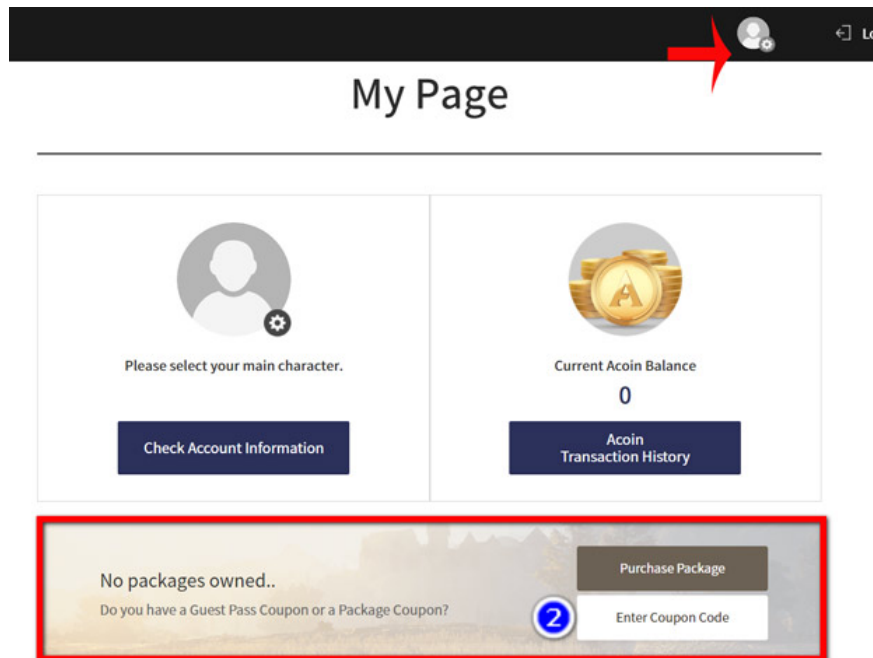 My Page
Please select your main character.
Check Account Information
Current Acoin Balance
0
Acoin
Transaction History
No packages owned..
Do you have a Guest Pass Coupon or a Package Coupon?
Purchase Package
2
Enter Coupon Code